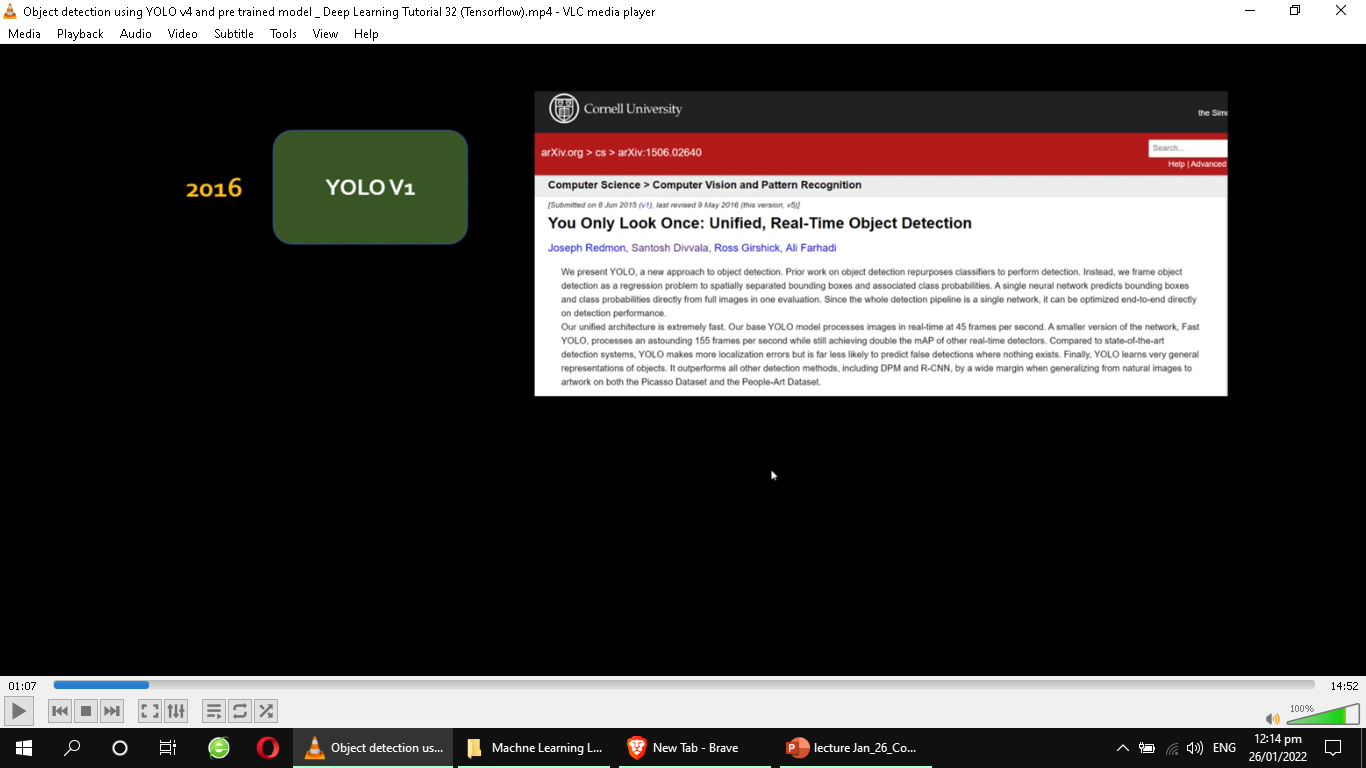 Object detection using YOLO v4 and pre trained model _ Deep Learning Tutorial 32 (Tensorflow).mp4 - VLC media player
Media Playback Audio Video Subtitle Tools View Help
Cornell University
the Sim
arXiv.org > cs > arXiv:1506.02640
Search...
Help | Advanced
2016
YOLO V1
Computer Science > Computer Vision and Pattern Recognition
[Submitted on 8 Jun 2015 (v1), last revised 9 May 2016 (this version, v5)]
You Only Look Once: Unified, Real-Time Object Detection
Joseph Redmon, Santosh Divvala, Ross Girshick, Ali Farhadi
We present YOLO, a new approach to object detection. Prior work on object detection repurposes classifiers to perform detection. Instead, we frame object
detection as a regression problem to spatially separated bounding boxes and associated class probabilities. A single neural network predicts bounding boxes
and class probabilities directly from full images in one evaluation. Since the whole detection pipeline is a single network, it can be optimized end-to-end directly
on detection performance.
Our unified architecture is extremely fast. Our base YOLO model processes images in real-time at 45 frames per second. A smaller version of the network, Fast
YOLO, processes an astounding 155 frames per second while still achieving double the mAP of other real-time detectors. Compared to state-of-the-art
detection systems, YOLO makes more localization errors but is far less likely to predict false detections where nothing exists. Finally, YOLO learns very general
representations of objects. It outperforms all other detection methods, including DPM and R-CNN, by a wide margin when generalizing from natural images to
artwork on both the Picasso Dataset and the People-Art Dataset.
01:07
14:52
100%
Object detection us...
Machne Learning L...
New Tab - Brave
lecture Jan_26_Co...
ENG
12:14 pm
26/01/2022